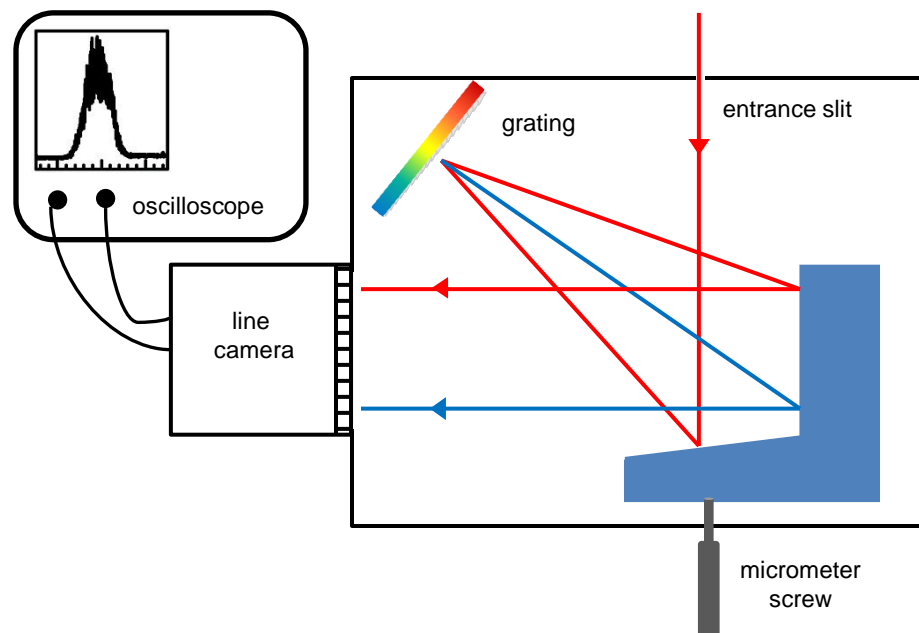 grating
entrance slit
oscilloscope
line
camera
micrometer
screw